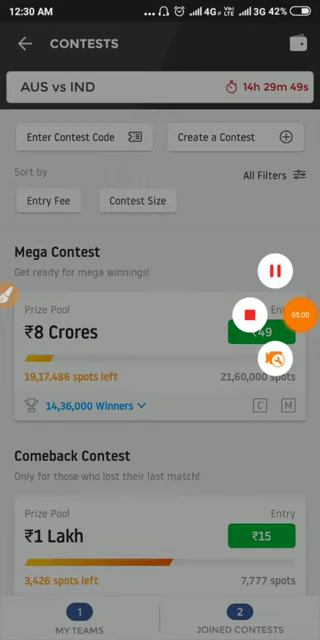 12:30 AM ... 4G VoLTE 3G 42%
CONTESTS
AUS vs IND 14h 29m 49s
Enter Contest Code Create a Contest
Sort by All Filters
Entry Fee Contest Size
Mega Contest
Get ready for mega winnings!
Prize Pool
₹8 Crores ₹49
19,17,486 spots left 21,60,000 spots
14,36,000 Winners C M
05:00
Comeback Contest
Only for those who lost their last match!
Prize Pool Entry
₹1 Lakh ₹15
3,426 spots left 7,777 spots
1 2
MY TEAMS JOINED CONTESTS